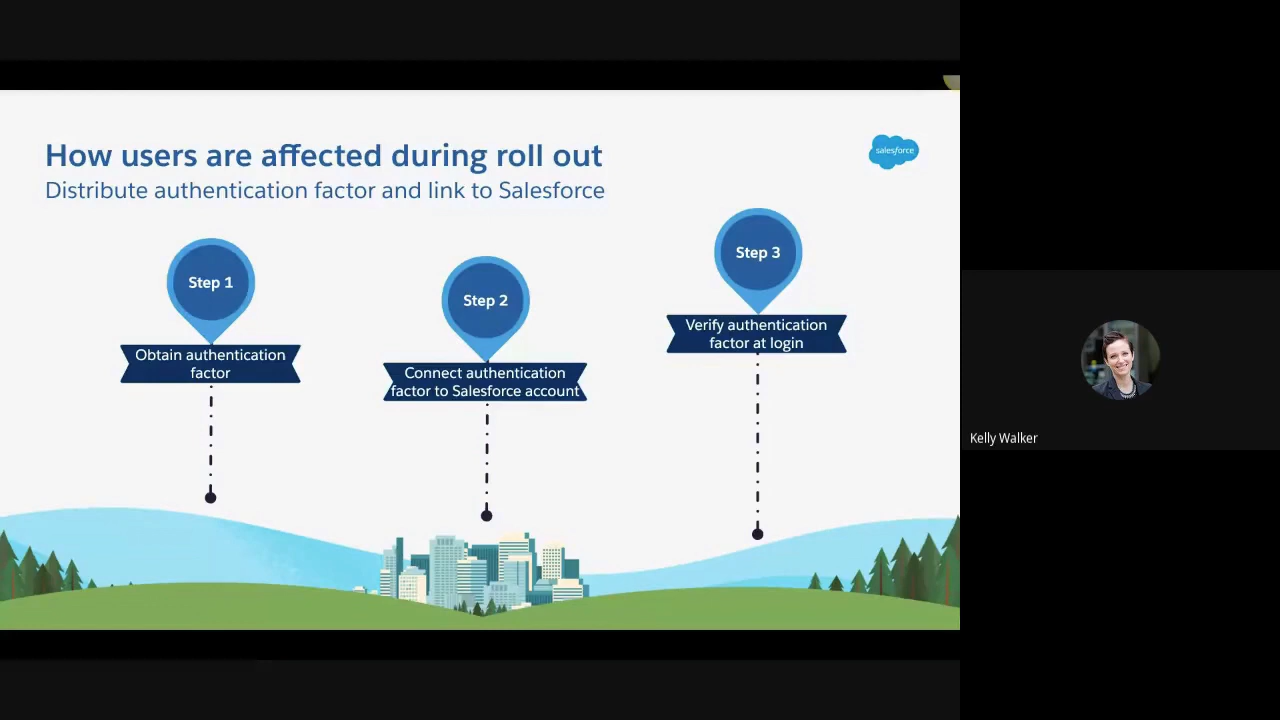 How users are affected during roll out
Distribute authentication factor and link to Salesforce
salesforce
Step 1
Obtain authentication
factor
Step 2
Connect authentication
factor to Salesforce account
Step 3
Verify authentication
factor at login
Kelly Walker